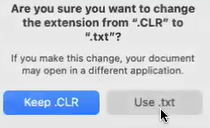 Are you sure you want to change
the extension from “.CLR” to
“.txt”?
If you make this change, your document
may open in a different application.
Keep .CLR
Use .txt